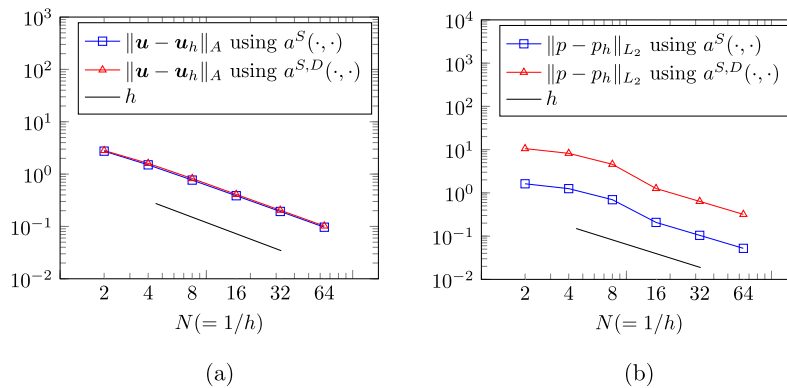 10^3
10^2
10^1
10^0
10^−1
10^−2
‖u − u_h‖_A using a^S(·, ·)
‖u − u_h‖_A using a^{S,D}(·, ·)
h
2 4 8 16 32 64
N(= 1/h)
(a)
10^4
10^3
10^2
10^1
10^0
10^−1
10^−2
‖p − p_h‖_{L_2} using a^S(·, ·)
‖p − p_h‖_{L_2} using a^{S,D}(·, ·)
h
2 4 8 16 32 64
N(= 1/h)
(b)